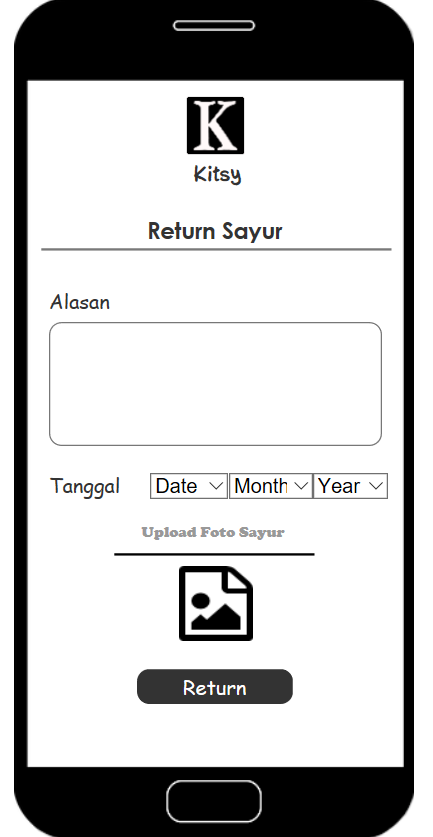 K
Kitsy
Return Sayur
Alasan
Tanggal Date Month Year
Upload Foto Sayur
Return